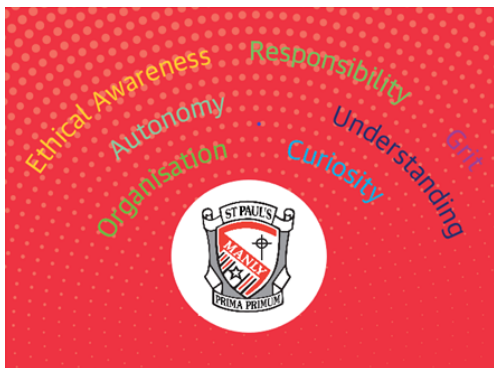 Ethical Awareness
Responsibility
Autonomy
Understanding
Grit
Organisation
Curiosity
ST PAUL'S
MANLY
PRIMA PRIMUM